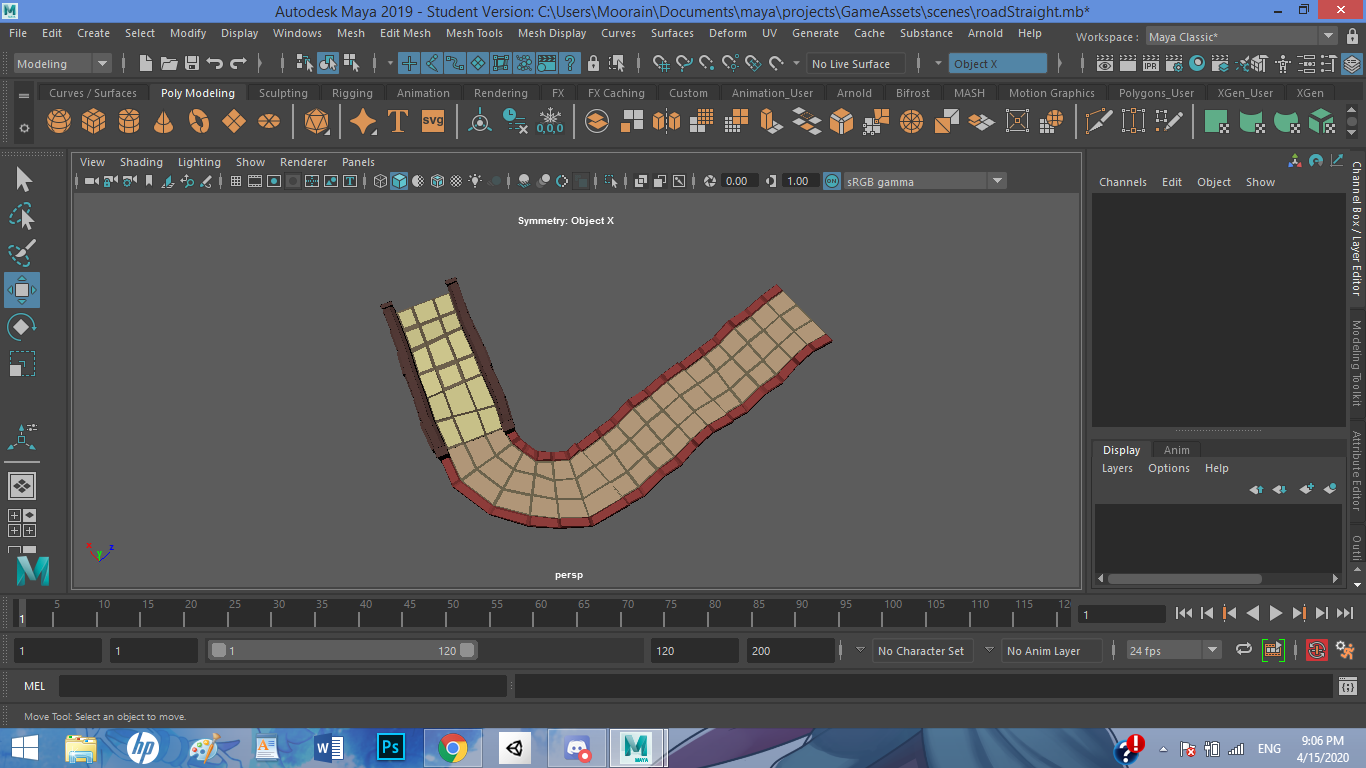 Autodesk Maya 2019 - Student Version: C:\Users\Moorain\Documents\maya\projects\GameAssets\scenes\roadStraight.mb*
File Edit Create Select Modify Display Windows Mesh Edit Mesh Mesh Tools Mesh Display Curves Surfaces Deform UV Generate Cache Substance Arnold Help Workspace : Maya Classic*
Modeling No Live Surface Object X
Curves / Surfaces Poly Modeling Sculpting Rigging Animation Rendering FX FX Caching Custom Animation_User Arnold Bifrost MASH Motion Graphics Polygons_User XGen_User XGen
T SVG 0,0,0
View Shading Lighting Show Renderer Panels
0.00 1.00 ON sRGB gamma
Channels Edit Object Show
Channel Box / Layer Editor
Modeling Toolkit
Attribute Editor
Outli
Symmetry: Object X
persp
x y z
Display Anim
Layers Options Help
1 5 10 15 20 25 30 35 40 45 50 55 60 65 70 75 80 85 90 95 100 105 110 115 12
1
1 1 1 120 120 200 No Character Set No Anim Layer 24 fps
MEL
Move Tool: Select an object to move.
hp W Ps M MAYA ENG
9:06 PM
4/15/2020